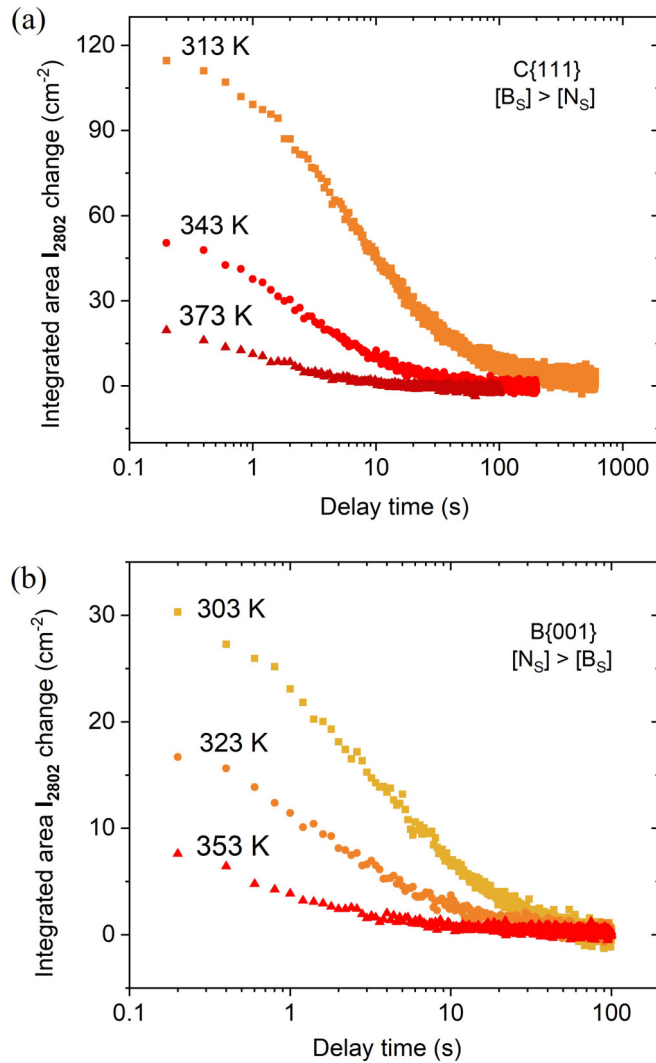 (a)
120
90
60
30
0
313 K
343 K
373 K
C{111}
[B_S] > [N_S]
Integrated area I_2802 change (cm⁻²)
0.1 1 10 100 1000
Delay time (s)
(b)
30
20
10
0
303 K
323 K
353 K
B{001}
[N_S] > [B_S]
Integrated area I_2802 change (cm⁻²)
0.1 1 10 100
Delay time (s)